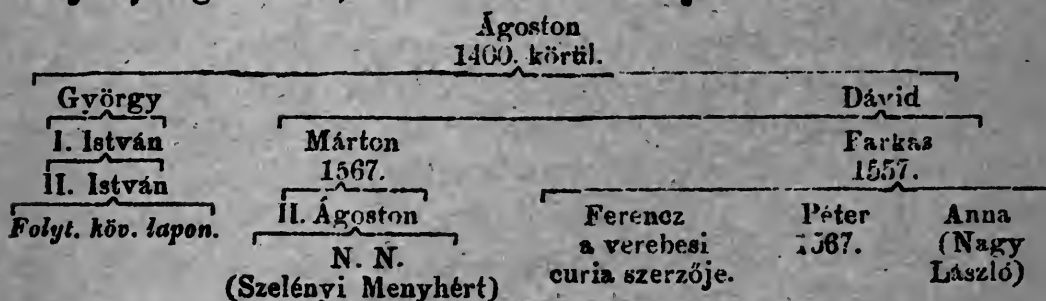 Ágoston
1400. körül.
György Dávid
I. István Márton Farkas
1567. 1557.
II. István II. Ágoston Ferencz Péter Anna
Folyt. köv. lapon. a verebesi 1567. (Nagy
N. N. curia szerzője. László)
(Szelényi Menyhért)